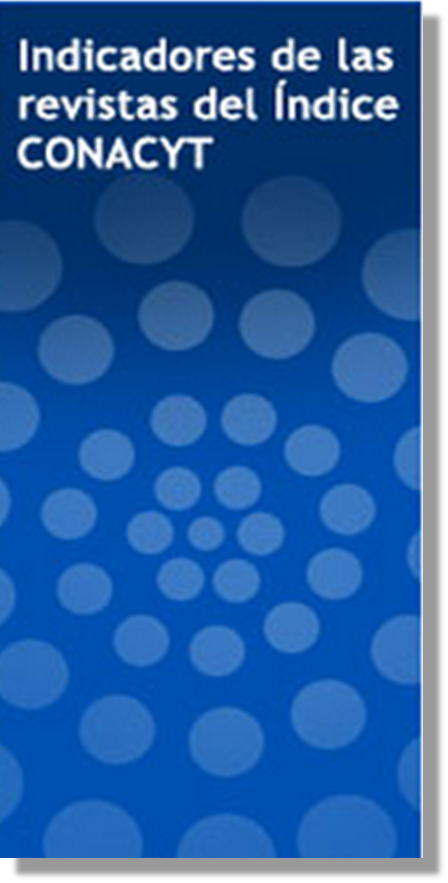 Indicadores de las
revistas del Índice
CONACYT